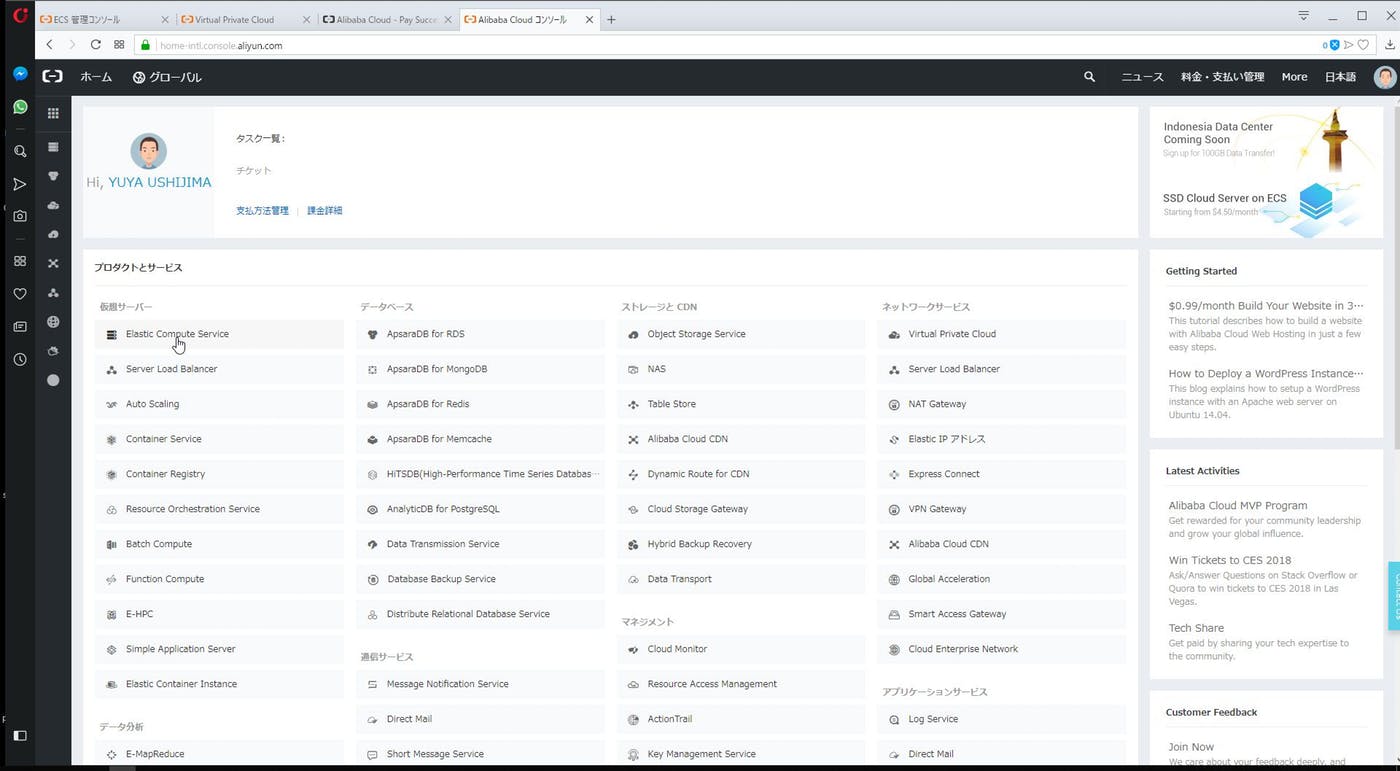 ECS 管理コンソール
Virtual Private Cloud
Alibaba Cloud - Pay Succe
Alibaba Cloud コンソール
home-intl.console.aliyun.com
0
ホーム
グローバル
ニュース
料金・支払い管理
More
日本語
Hi, YUYA USHIJIMA
タスク一覧:
チケット
支払方法管理 | 課金詳細
Indonesia Data Center
Coming Soon
Sign up for 100GB Data Transfer!
SSD Cloud Server on ECS
Starting from $4.50/month
プロダクトとサービス
仮想サーバー
Elastic Compute Service
Server Load Balancer
Auto Scaling
Container Service
Container Registry
Resource Orchestration Service
Batch Compute
Function Compute
E-HPC
Simple Application Server
Elastic Container Instance
データ分析
E-MapReduce
データベース
ApsaraDB for RDS
ApsaraDB for MongoDB
ApsaraDB for Redis
ApsaraDB for Memcache
HiTSDB(High-Performance Time Series Databas…
AnalyticDB for PostgreSQL
Data Transmission Service
Database Backup Service
Distribute Relational Database Service
通信サービス
Message Notification Service
Direct Mail
Short Message Service
ストレージと CDN
Object Storage Service
NAS
Table Store
Alibaba Cloud CDN
Dynamic Route for CDN
Cloud Storage Gateway
Hybrid Backup Recovery
Data Transport
マネジメント
Cloud Monitor
Resource Access Management
ActionTrail
Key Management Service
ネットワークサービス
Virtual Private Cloud
Server Load Balancer
NAT Gateway
Elastic IP アドレス
Express Connect
VPN Gateway
Alibaba Cloud CDN
Global Acceleration
Smart Access Gateway
Cloud Enterprise Network
アプリケーションサービス
Log Service
Direct Mail
Getting Started
$0.99/month Build Your Website in 3…
This tutorial describes how to build a website
with Alibaba Cloud Web Hosting in just a few
easy steps.
How to Deploy a WordPress Instance…
This blog explains how to setup a WordPress
instance with an Apache web server on
Ubuntu 14.04.
Latest Activities
Alibaba Cloud MVP Program
Get rewarded for your community leadership
and grow your global influence.
Win Tickets to CES 2018
Ask/Answer Questions on Stack Overflow or
Quora to win tickets to CES 2018 in Las
Vegas.
Tech Share
Get paid by sharing your tech expertise to
the community.
Customer Feedback
Join Now
We care about your feedback deeply, and